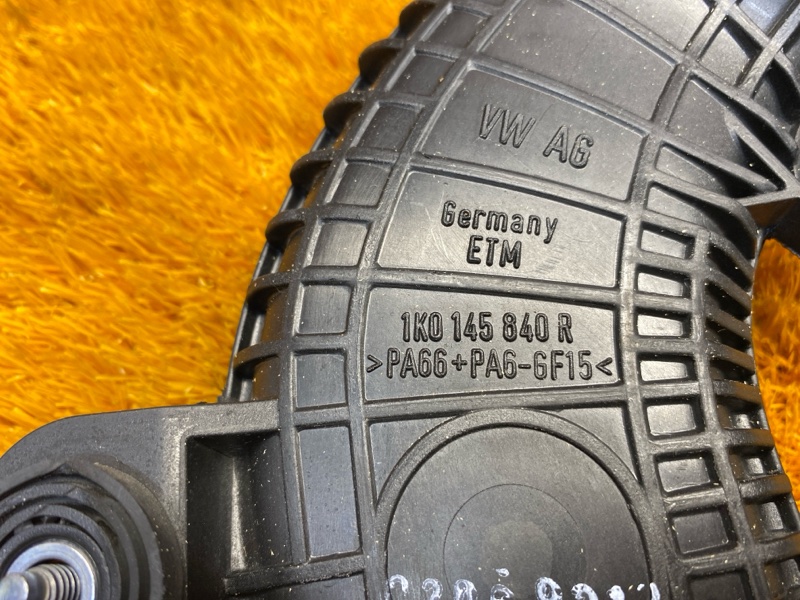 VW AG
Germany
ETM
1K0 145 840 R
>PA66+PA6-GF15<